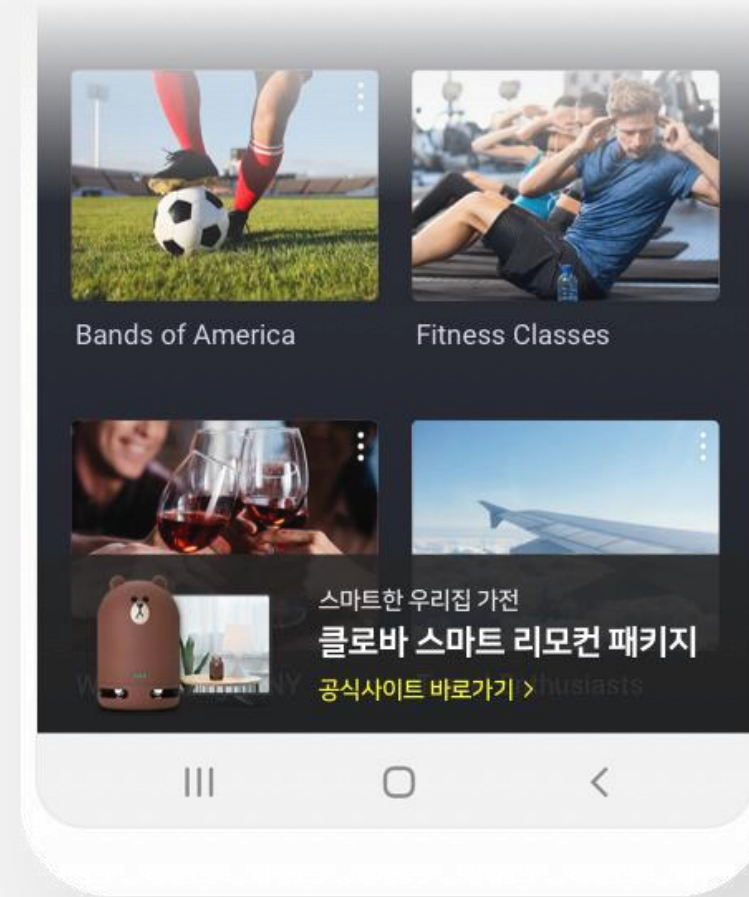 Bands of America
Fitness Classes
스마트한 우리집 가전
클로바 스마트 리모컨 패키지
공식사이트 바로가기 >